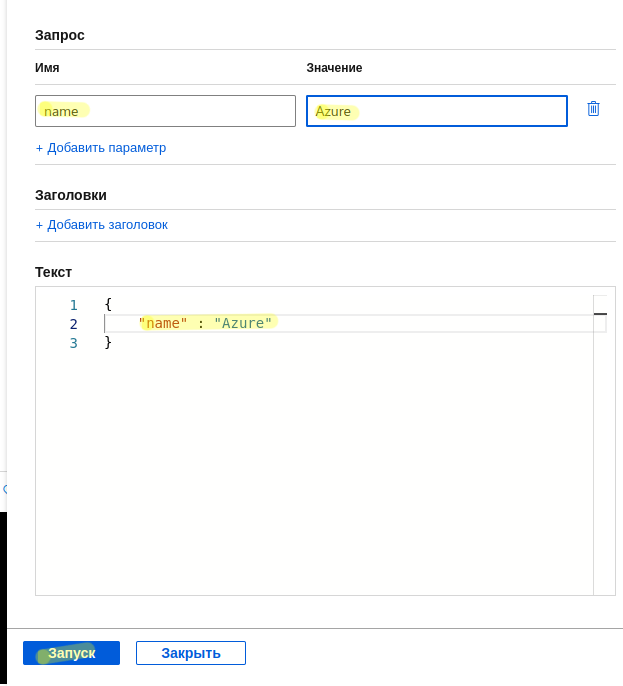 Запрос
Имя Значение
name Azure
+ Добавить параметр
Заголовки
+ Добавить заголовок
Текст
1 {
2 "name" : "Azure"
3 }
Запуск Закрыть